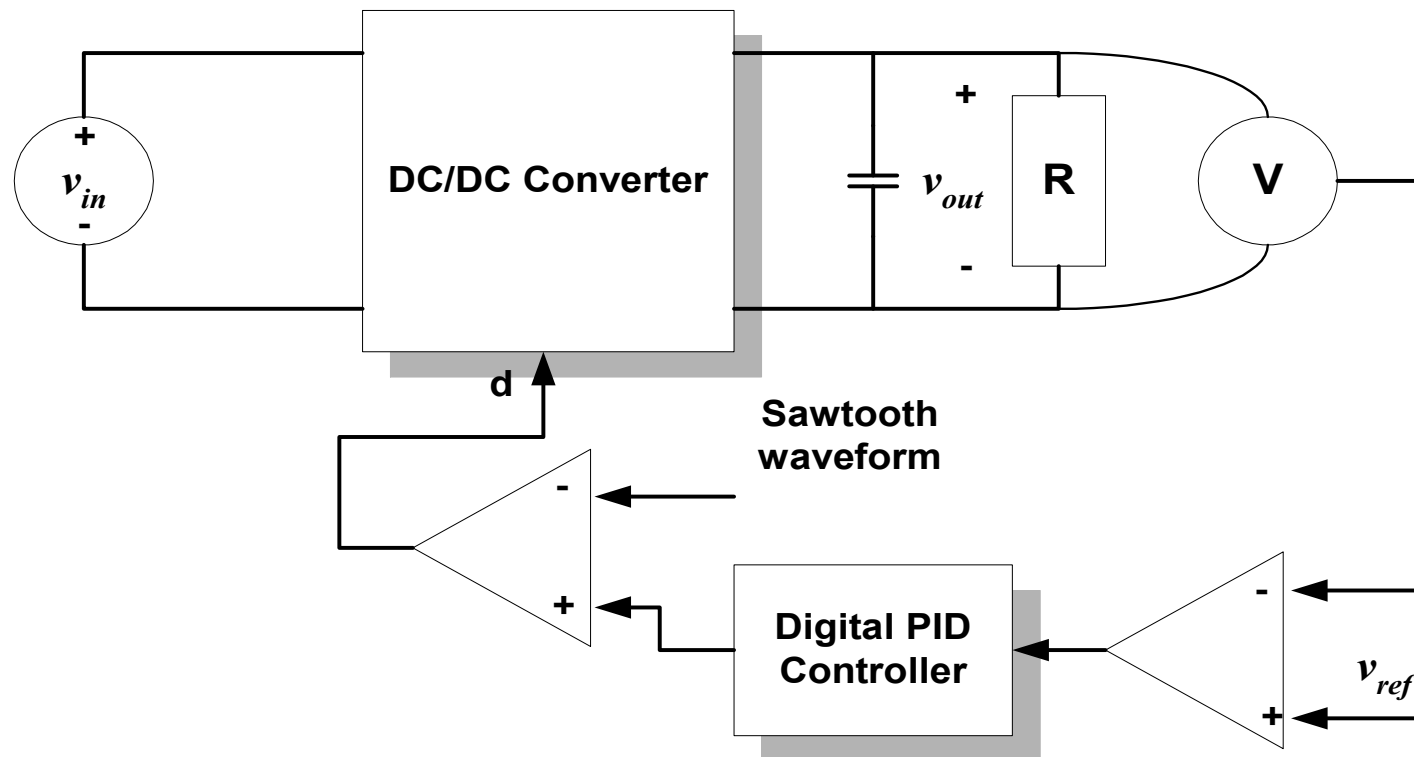 +
v_in
-
DC/DC Converter
+
v_out
-
R
V
d
Sawtooth
waveform
-
+
Digital PID
Controller
-
v_ref
+